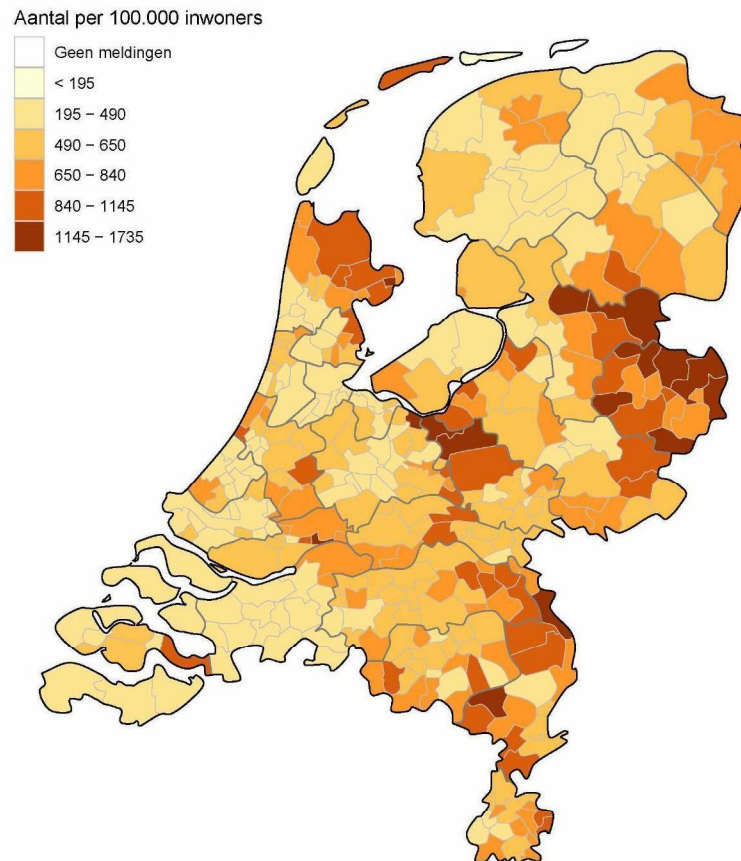 Aantal per 100.000 inwoners
Geen meldingen
< 195
195 – 490
490 – 650
650 – 840
840 – 1145
1145 – 1735